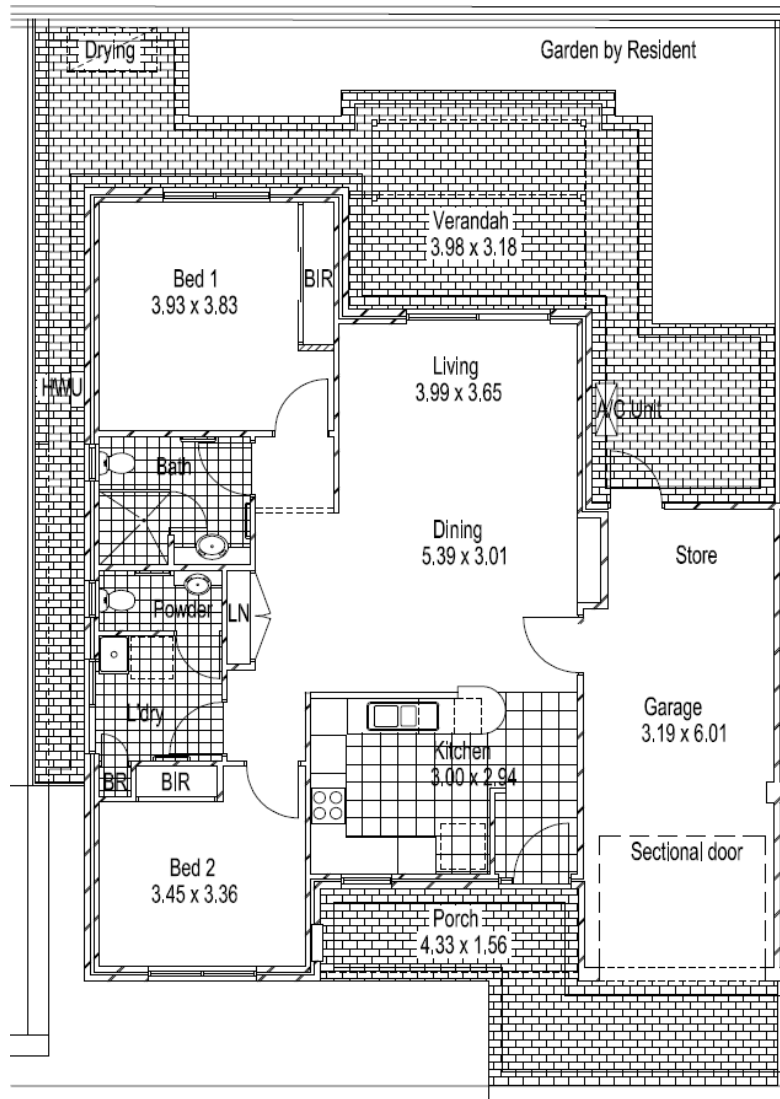 Drying
Garden by Resident
Verandah
3.98 x 3.18
Bed 1
3.93 x 3.83
BIR
Living
3.99 x 3.65
HWU
A/C Unit
Bath
Dining
5.39 x 3.01
Store
Powder
LN
L'dry
Garage
3.19 x 6.01
Kitchen
3.00 x 2.94
BR
BIR
Sectional door
Bed 2
3.45 x 3.36
Porch
4.33 x 1.56